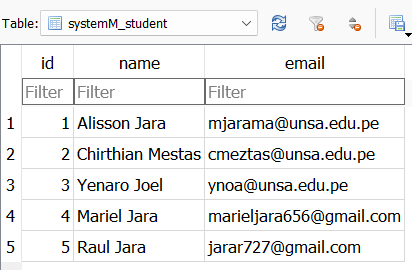 Table: systemM_student
id name email
Filter Filter Filter
1 1 Alisson Jara mjarama@unsa.edu.pe
2 2 Chirthian Mestas cmeztas@unsa.edu.pe
3 3 Yenaro Joel ynoa@unsa.edu.pe
4 4 Mariel Jara marieljara656@gmail.com
5 5 Raul Jara jarar727@gmail.com